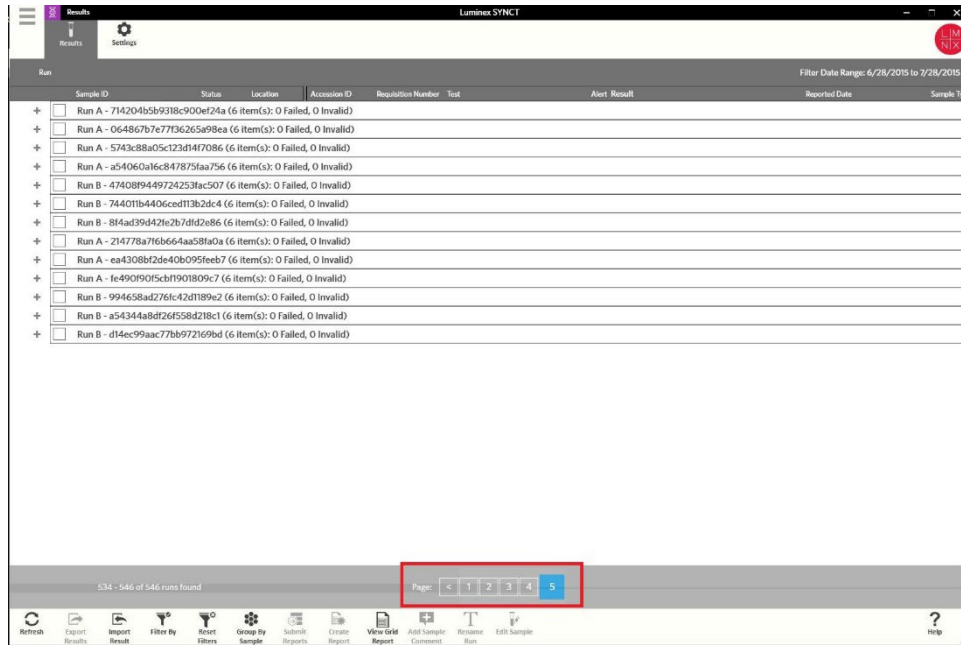 Results Luminex SYNCT
Results Settings
L M
N X
Run Filter Date Range: 6/28/2015 to 7/28/2015
Sample ID Status Location Accession ID Requisition Number Test Alert Result Reported Date Sample T
Run A - 714204b5b9318c900ef24a (6 item(s): 0 Failed, 0 Invalid)
Run A - 064867b7e77f36265a98ea (6 item(s): 0 Failed, 0 Invalid)
Run A - 5743c88a05c123d14f7086 (6 item(s): 0 Failed, 0 Invalid)
Run A - a54060a16c847875faa756 (6 item(s): 0 Failed, 0 Invalid)
Run B - 47408f9449724253fac507 (6 item(s): 0 Failed, 0 Invalid)
Run B - 744011b4406ced113b2dc4 (6 item(s): 0 Failed, 0 Invalid)
Run B - 8f4ad39d42fe2b7dfd2e86 (6 item(s): 0 Failed, 0 Invalid)
Run A - 214778a7f6b664aa58fa0a (6 item(s): 0 Failed, 0 Invalid)
Run A - ea4308bf2de40b095feeb7 (6 item(s): 0 Failed, 0 Invalid)
Run A - fe490f90f5cbf1901809c7 (6 item(s): 0 Failed, 0 Invalid)
Run B - 994658ad276fc42d1189e2 (6 item(s): 0 Failed, 0 Invalid)
Run B - a54344a8df26f558d218c1 (6 item(s): 0 Failed, 0 Invalid)
Run B - d14ec99aac77bb972169bd (6 item(s): 0 Failed, 0 Invalid)
534 - 546 of 546 runs found Page: < 1 2 3 4 5
Refresh Export Results Import Result Filter By Reset Filters Group By Sample Submit Reports Create Report View Grid Report Add Sample Comment Rename Run Edit Sample ? Help